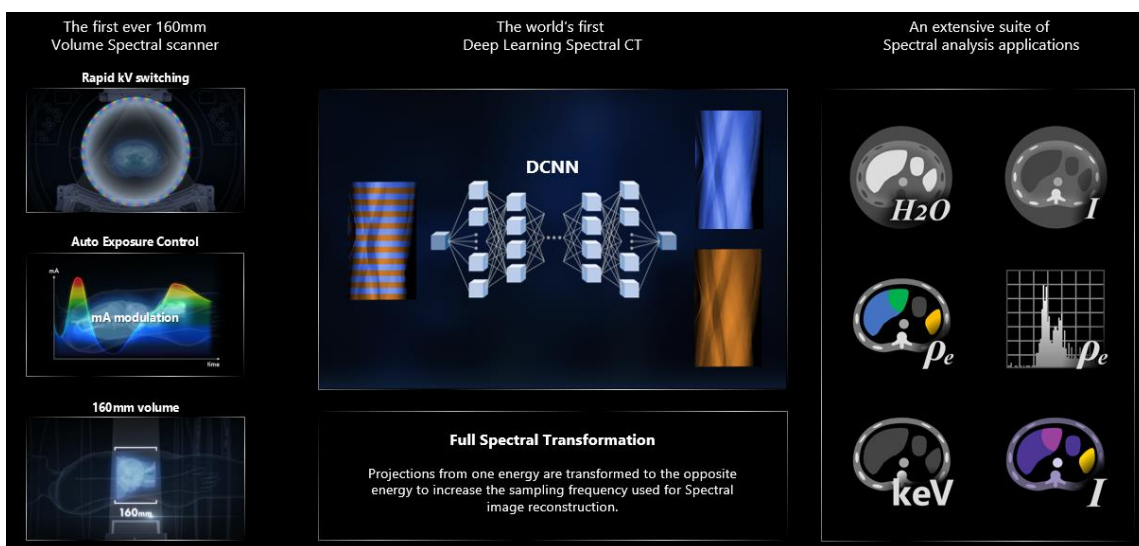 The first ever 160mm
Volume Spectral scanner
Rapid kV switching
Auto Exposure Control
mA
mA modulation
time
160mm volume
160mm
The world's first
Deep Learning Spectral CT
DCNN
Full Spectral Transformation
Projections from one energy are transformed to the opposite
energy to increase the sampling frequency used for Spectral
image reconstruction.
An extensive suite of
Spectral analysis applications
H2O
I
ρe
ρe
keV
I